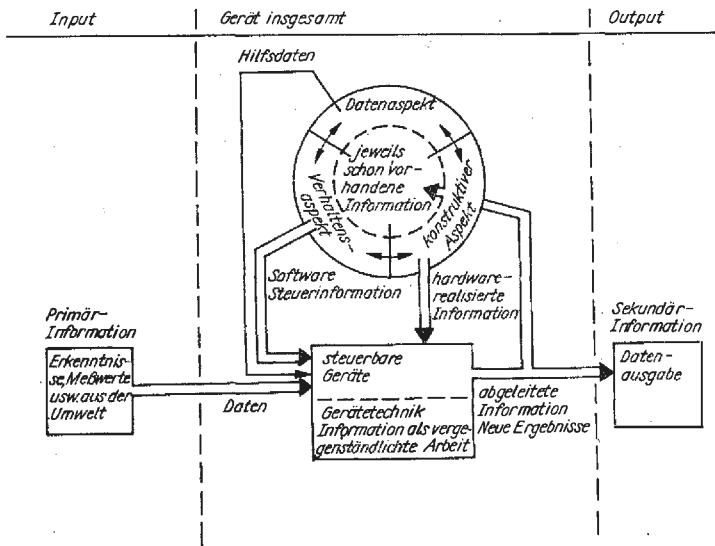 Input
Gerät insgesamt
Output
Hilfsdaten
Datenaspekt
jeweils
schon vor-
handene
Information
Verhaltens-
aspekt
konstruktiver
Aspekt
Software
Steuerinformation
hardware-
realisierte
Information
Primär-
Information
Erkenntnis-
se, Meßwerte
usw. aus der
Umwelt
Daten
steuerbare
Geräte
Gerätetechnik
Information als verge-
genständlichte Arbeit
abgeleitete
Information
Neue Ergebnisse
Sekundär-
Information
Daten-
ausgabe